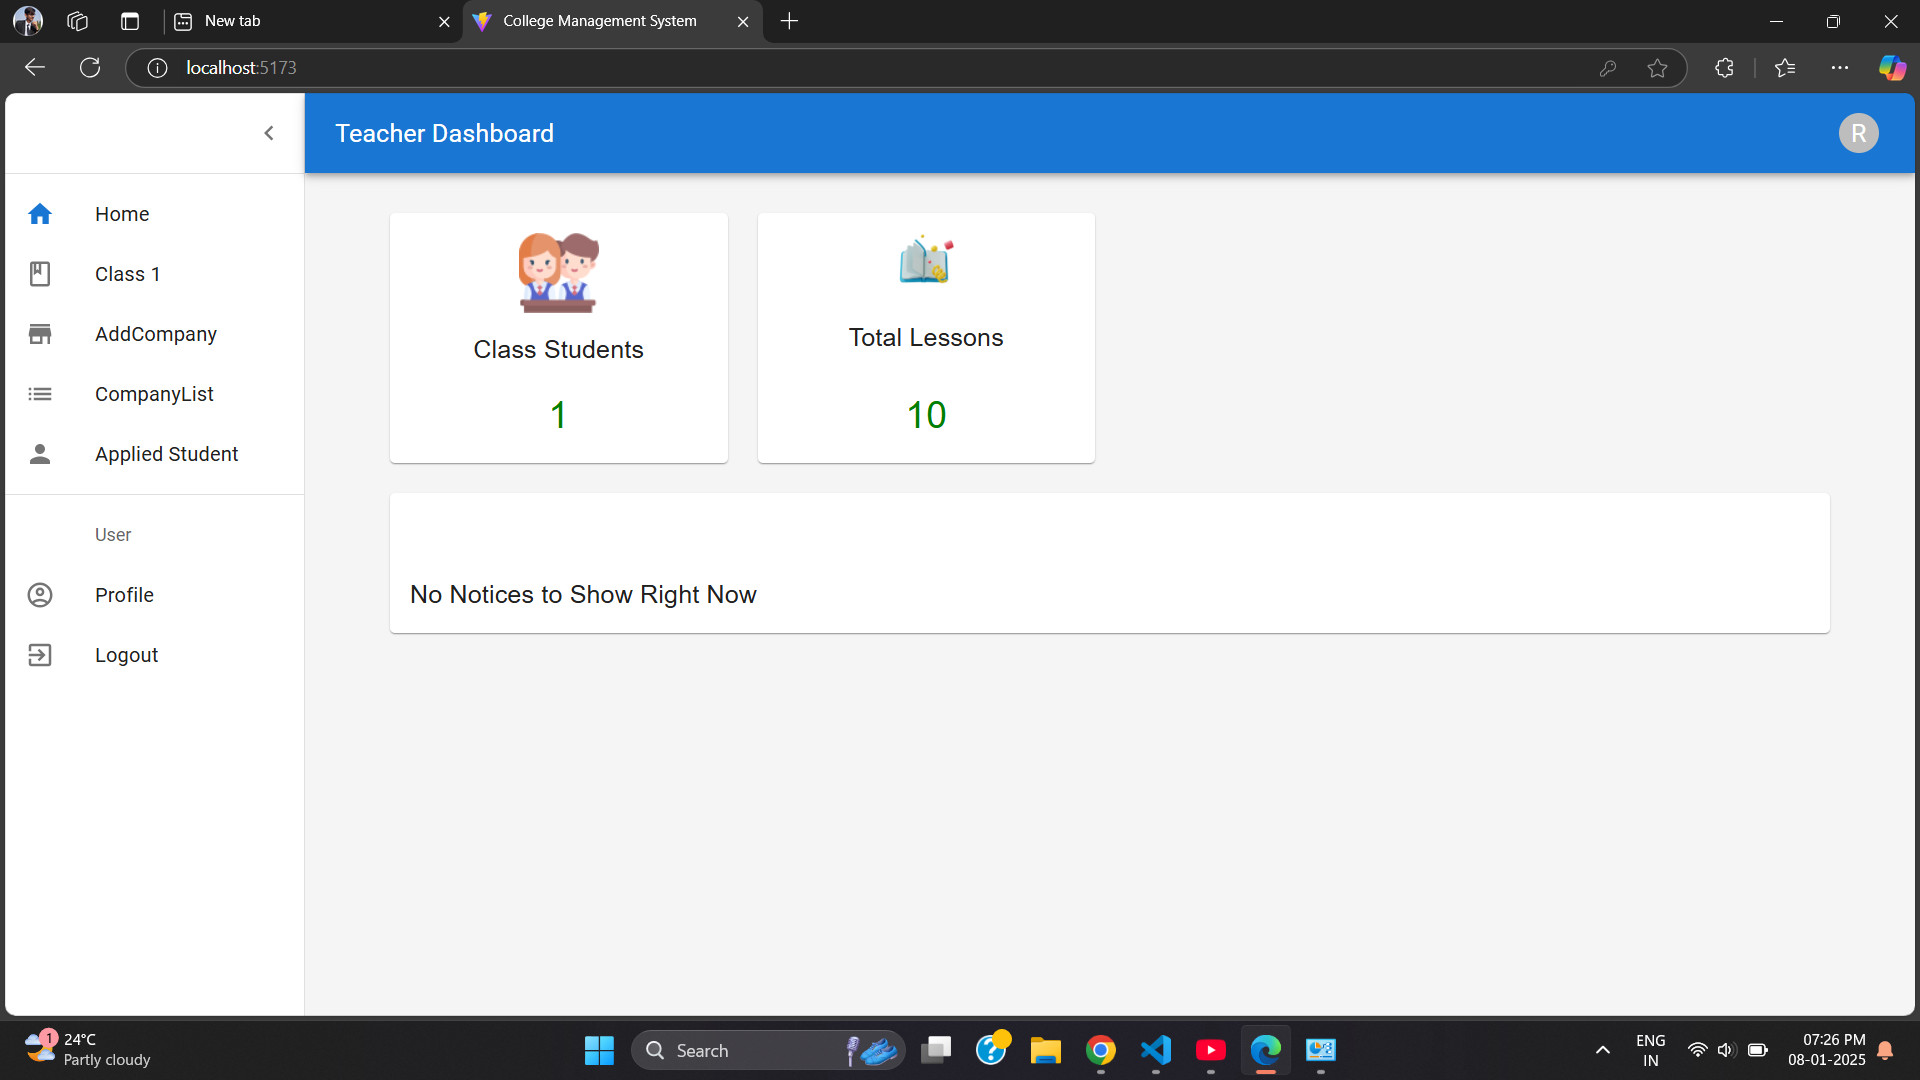 New tab
College Management System
localhost:5173
Teacher Dashboard
R
Home
Class 1
AddCompany
CompanyList
Applied Student
User
Profile
Logout
Class Students
1
Total Lessons
10
No Notices to Show Right Now
1
24°C
Partly cloudy
Search
ENG
IN
07:26 PM
08-01-2025